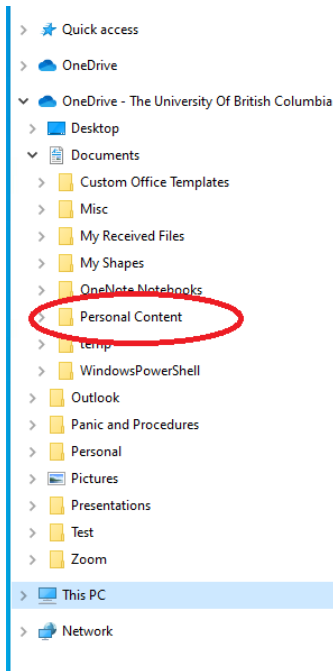 Quick access
OneDrive
OneDrive - The University Of British Columbia
Desktop
Documents
Custom Office Templates
Misc
My Received Files
My Shapes
OneNote Notebooks
Personal Content
temp
WindowsPowerShell
Outlook
Panic and Procedures
Personal
Pictures
Presentations
Test
Zoom
This PC
Network